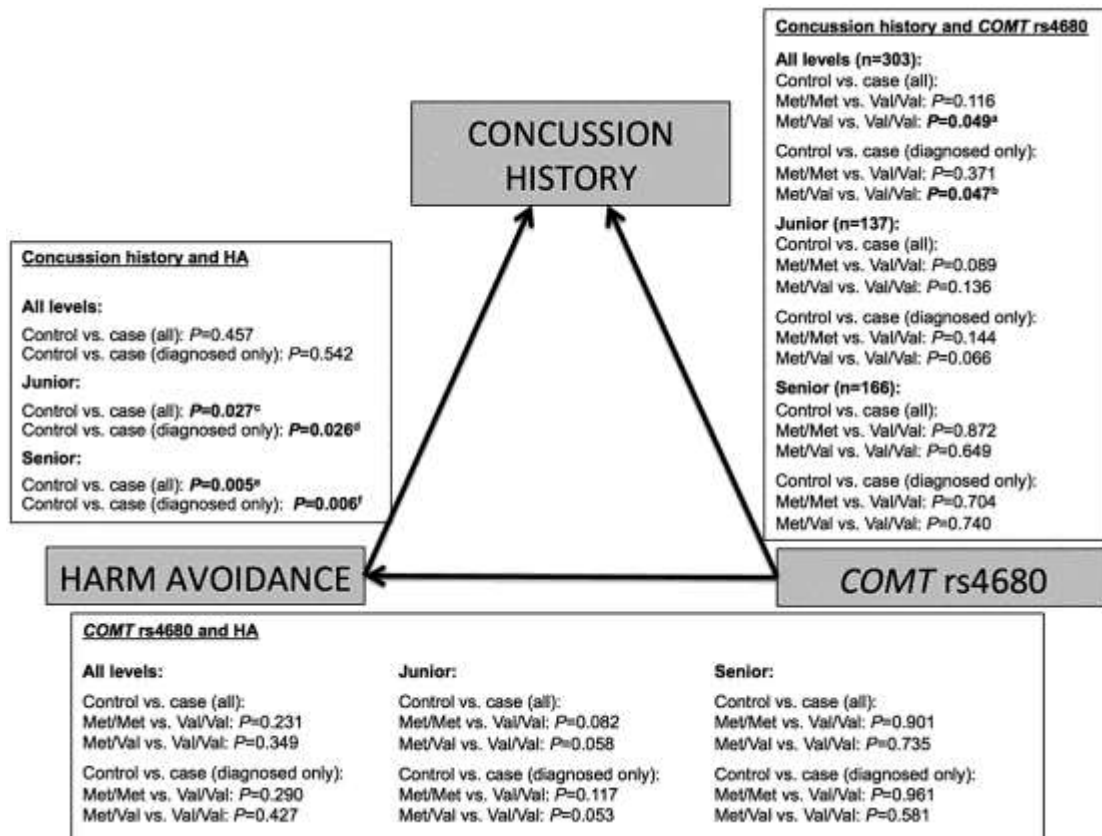 Concussion history and COMT rs4680
All levels (n=303):
Control vs. case (all):
Met/Met vs. Val/Val: P=0.116
Met/Val vs. Val/Val: P=0.049ᵃ
Control vs. case (diagnosed only):
Met/Met vs. Val/Val: P=0.371
Met/Val vs. Val/Val: P=0.047ᵇ
Junior (n=137):
Control vs. case (all):
Met/Met vs. Val/Val: P=0.089
Met/Val vs. Val/Val: P=0.136
Control vs. case (diagnosed only):
Met/Met vs. Val/Val: P=0.144
Met/Val vs. Val/Val: P=0.066
Senior (n=166):
Control vs. case (all):
Met/Met vs. Val/Val: P=0.872
Met/Val vs. Val/Val: P=0.649
Control vs. case (diagnosed only):
Met/Met vs. Val/Val: P=0.704
Met/Val vs. Val/Val: P=0.740
CONCUSSION
HISTORY
Concussion history and HA
All levels:
Control vs. case (all): P=0.457
Control vs. case (diagnosed only): P=0.542
Junior:
Control vs. case (all): P=0.027ᶜ
Control vs. case (diagnosed only): P=0.026ᵈ
Senior:
Control vs. case (all): P=0.005ᵉ
Control vs. case (diagnosed only): P=0.006ᶠ
HARM AVOIDANCE
COMT rs4680
COMT rs4680 and HA
All levels:
Control vs. case (all):
Met/Met vs. Val/Val: P=0.231
Met/Val vs. Val/Val: P=0.349
Control vs. case (diagnosed only):
Met/Met vs. Val/Val: P=0.290
Met/Val vs. Val/Val: P=0.427
Junior:
Control vs. case (all):
Met/Met vs. Val/Val: P=0.082
Met/Val vs. Val/Val: P=0.058
Control vs. case (diagnosed only):
Met/Met vs. Val/Val: P=0.117
Met/Val vs. Val/Val: P=0.053
Senior:
Control vs. case (all):
Met/Met vs. Val/Val: P=0.901
Met/Val vs. Val/Val: P=0.735
Control vs. case (diagnosed only):
Met/Met vs. Val/Val: P=0.961
Met/Val vs. Val/Val: P=0.581